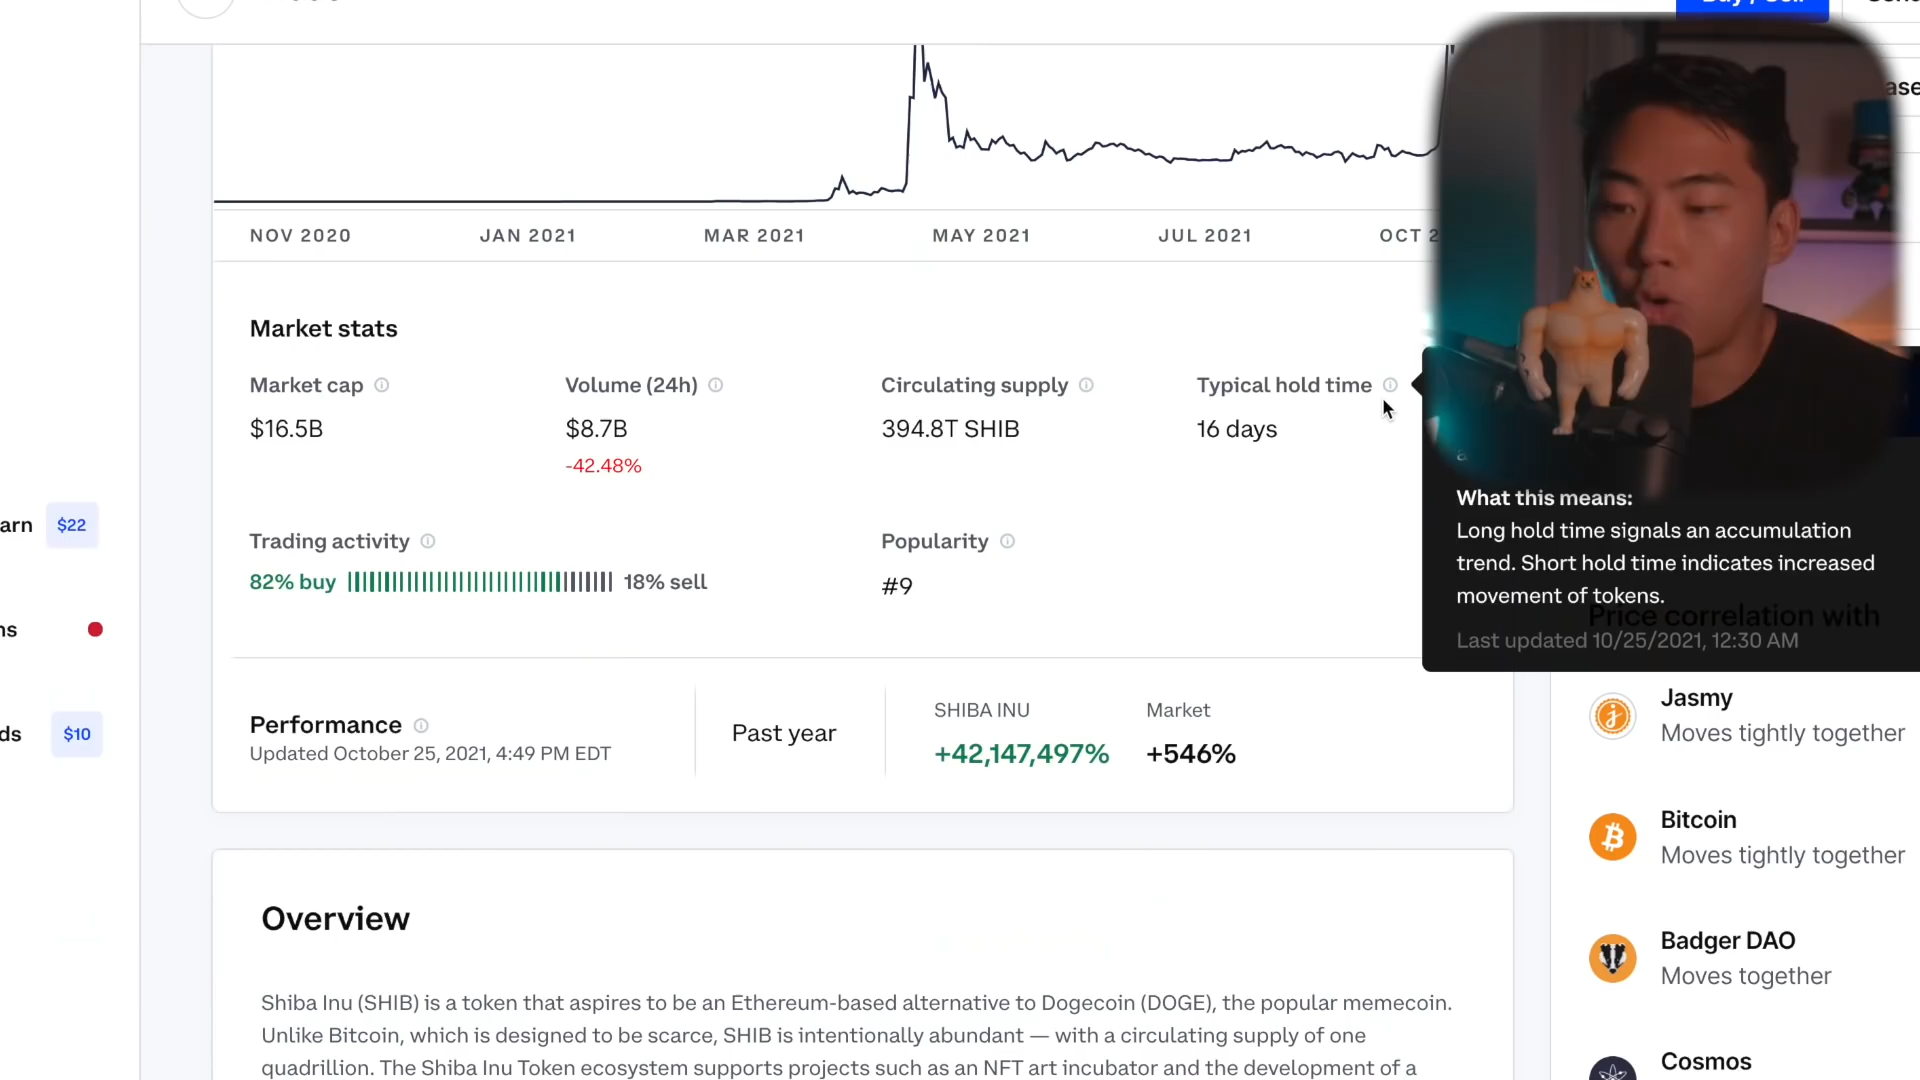 NOV 2020 JAN 2021 MAR 2021 MAY 2021 JUL 2021 OCT 2
Market stats
Market cap Volume (24h) Circulating supply Typical hold time
$16.5B $8.7B 394.8T SHIB 16 days
-42.48%
What this means:
Long hold time signals an accumulation
trend. Short hold time indicates increased
movement of tokens.
Last updated 10/25/2021, 12:30 AM
arn $22
Trading activity Popularity
82% buy 18% sell #9
Price correlation with
ns
ds $10
Performance
Updated October 25, 2021, 4:49 PM EDT
Past year
SHIBA INU Market
+42,147,497% +546%
Jasmy
Moves tightly together
Bitcoin
Moves tightly together
Badger DAO
Moves together
Cosmos
Overview
Shiba Inu (SHIB) is a token that aspires to be an Ethereum-based alternative to Dogecoin (DOGE), the popular memecoin.
Unlike Bitcoin, which is designed to be scarce, SHIB is intentionally abundant — with a circulating supply of one
quadrillion. The Shiba Inu Token ecosystem supports projects such as an NFT art incubator and the development of a